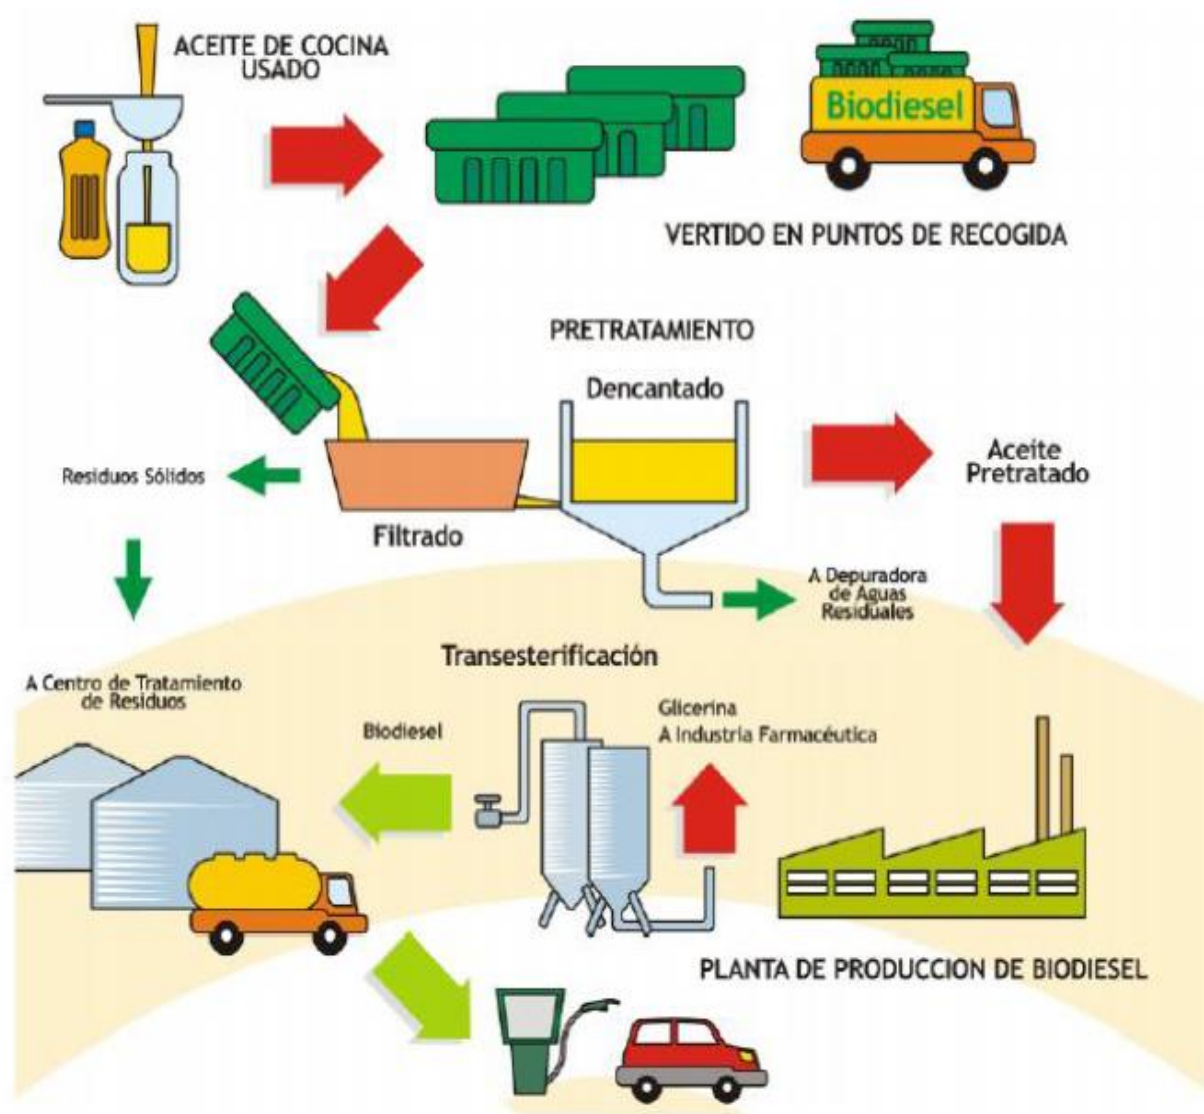 ACEITE DE COCINA
USADO
Biodiesel
VERTIDO EN PUNTOS DE RECOGIDA
PRETRATAMIENTO
Dencantado
Aceite
Pretratado
Residuos Sólidos
Filtrado
A Depuradora
de Aguas
Residuales
Transesterificación
A Centro de Tratamiento
de Residuos
Biodiesel
Glicerina
A Industria Farmacéutica
PLANTA DE PRODUCCION DE BIODIESEL